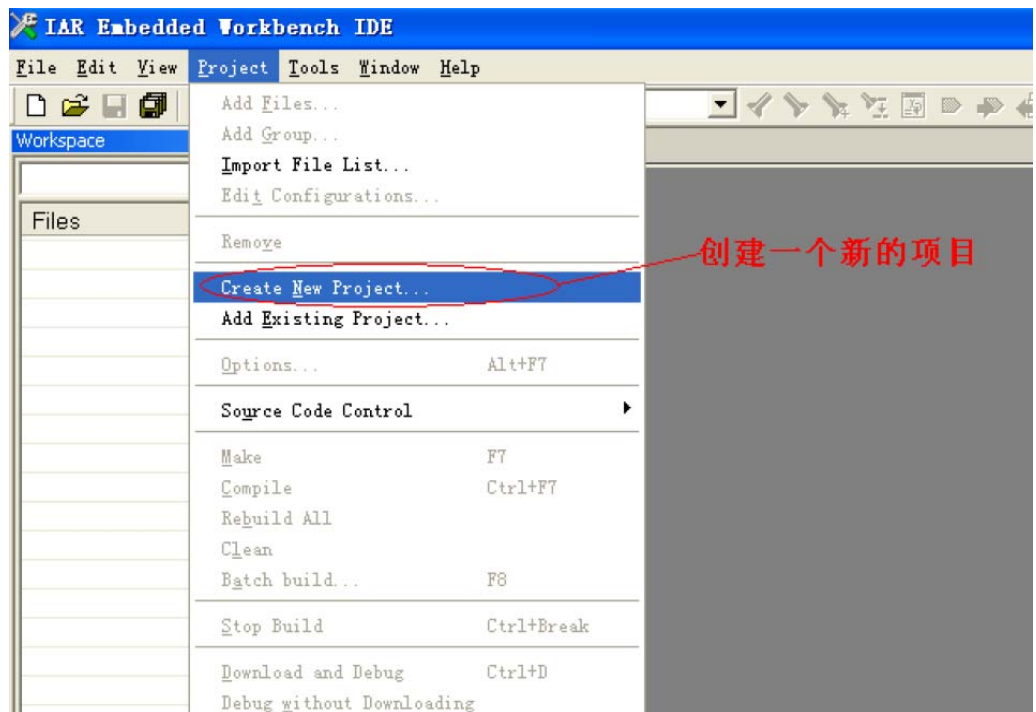 IAR Embedded Workbench IDE
File Edit View Project Tools Window Help
Workspace
Files
Add Files...
Add Group...
Import File List...
Edit Configurations...
Remove
Create New Project...
创建一个新的项目
Add Existing Project...
Options... Alt+F7
Source Code Control
Make F7
Compile Ctrl+F7
Rebuild All
Clean
Batch build... F8
Stop Build Ctrl+Break
Download and Debug Ctrl+D
Debug without Downloading